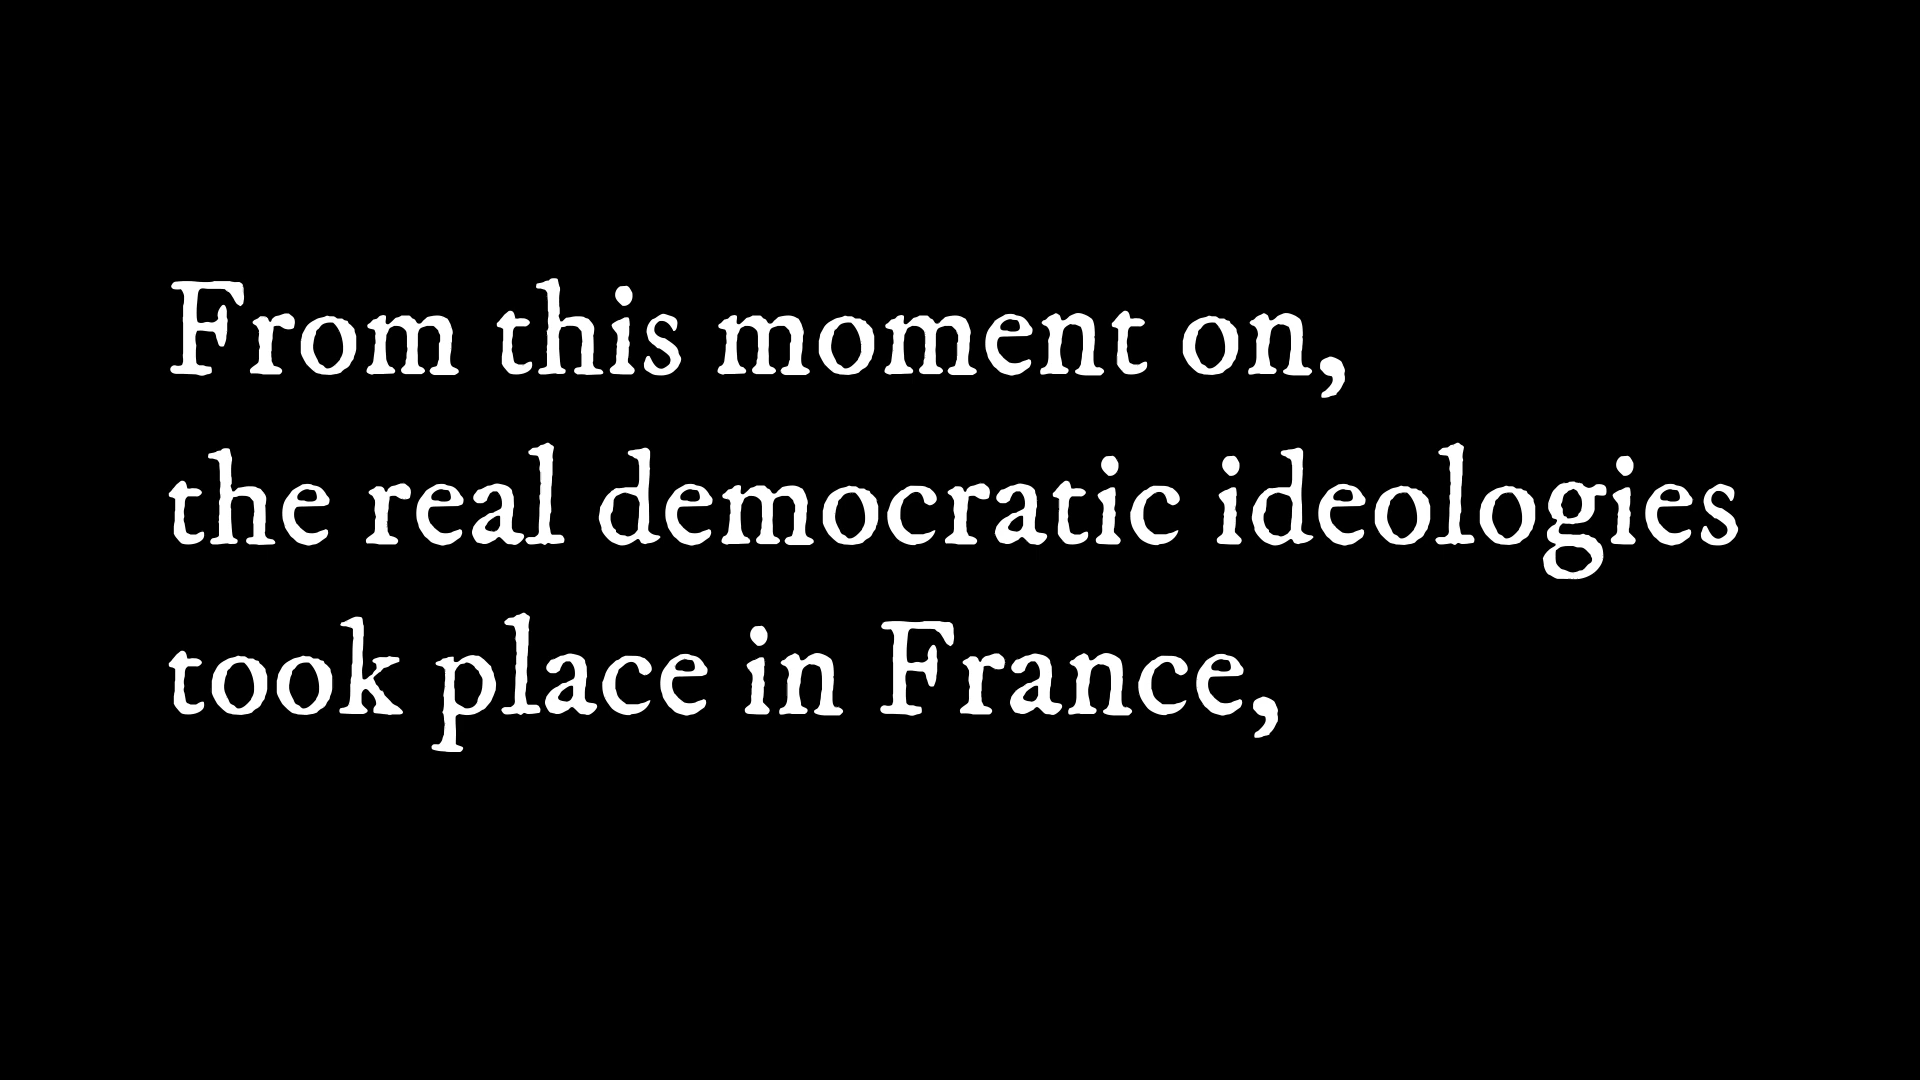 From this moment on,
the real democratic ideologies
took place in France,